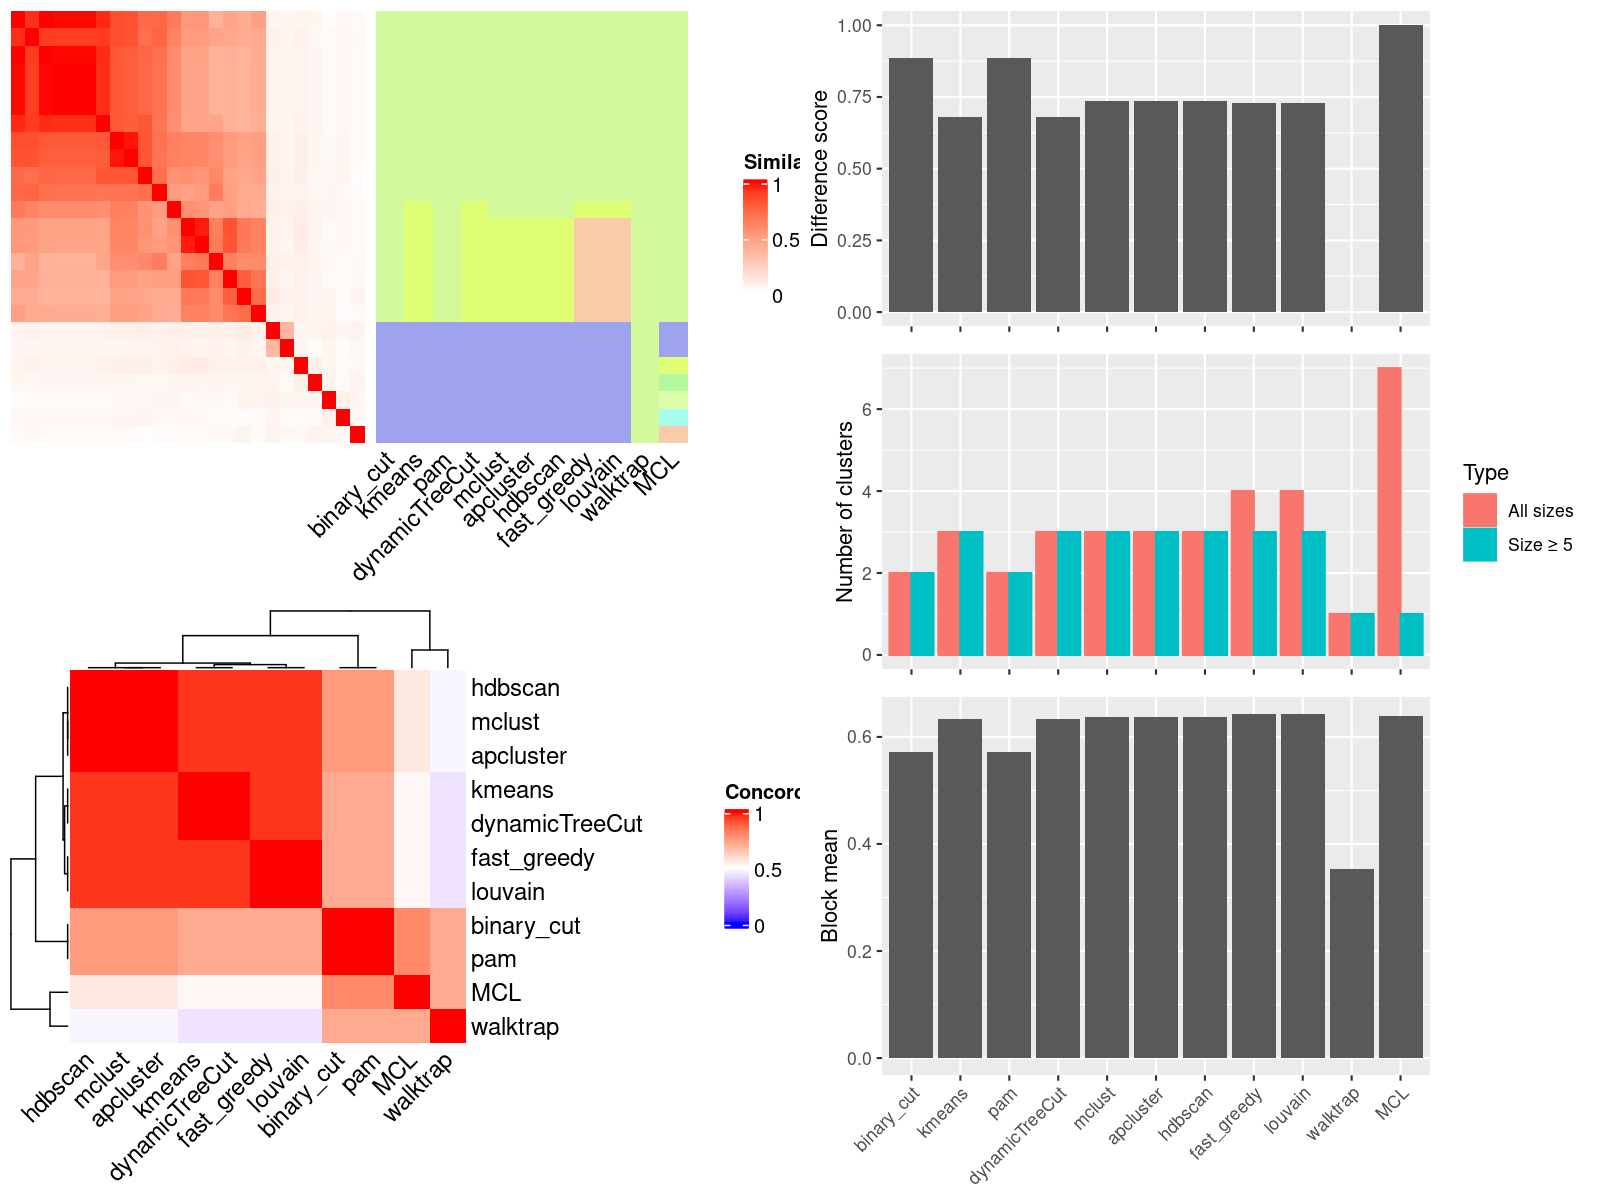 Simila
1
0.5
0
binary_cut
kmeans
pam
dynamicTreeCut
mclust
apcluster
hdbscan
fast_greedy
louvain
walktrap
MCL
hdbscan
mclust
apcluster
kmeans
dynamicTreeCut
fast_greedy
louvain
binary_cut
pam
MCL
walktrap
Concord
1
0.5
0
hdbscan
mclust
apcluster
kmeans
dynamicTreeCut
fast_greedy
louvain
binary_cut
pam
MCL
walktrap
Difference score
1.00
0.75
0.50
0.25
0.00
Number of clusters
6
4
2
0
Type
All sizes
Size ≥ 5
Block mean
0.6
0.4
0.2
0.0
binary_cut
kmeans
pam
dynamicTreeCut
mclust
apcluster
hdbscan
fast_greedy
louvain
walktrap
MCL